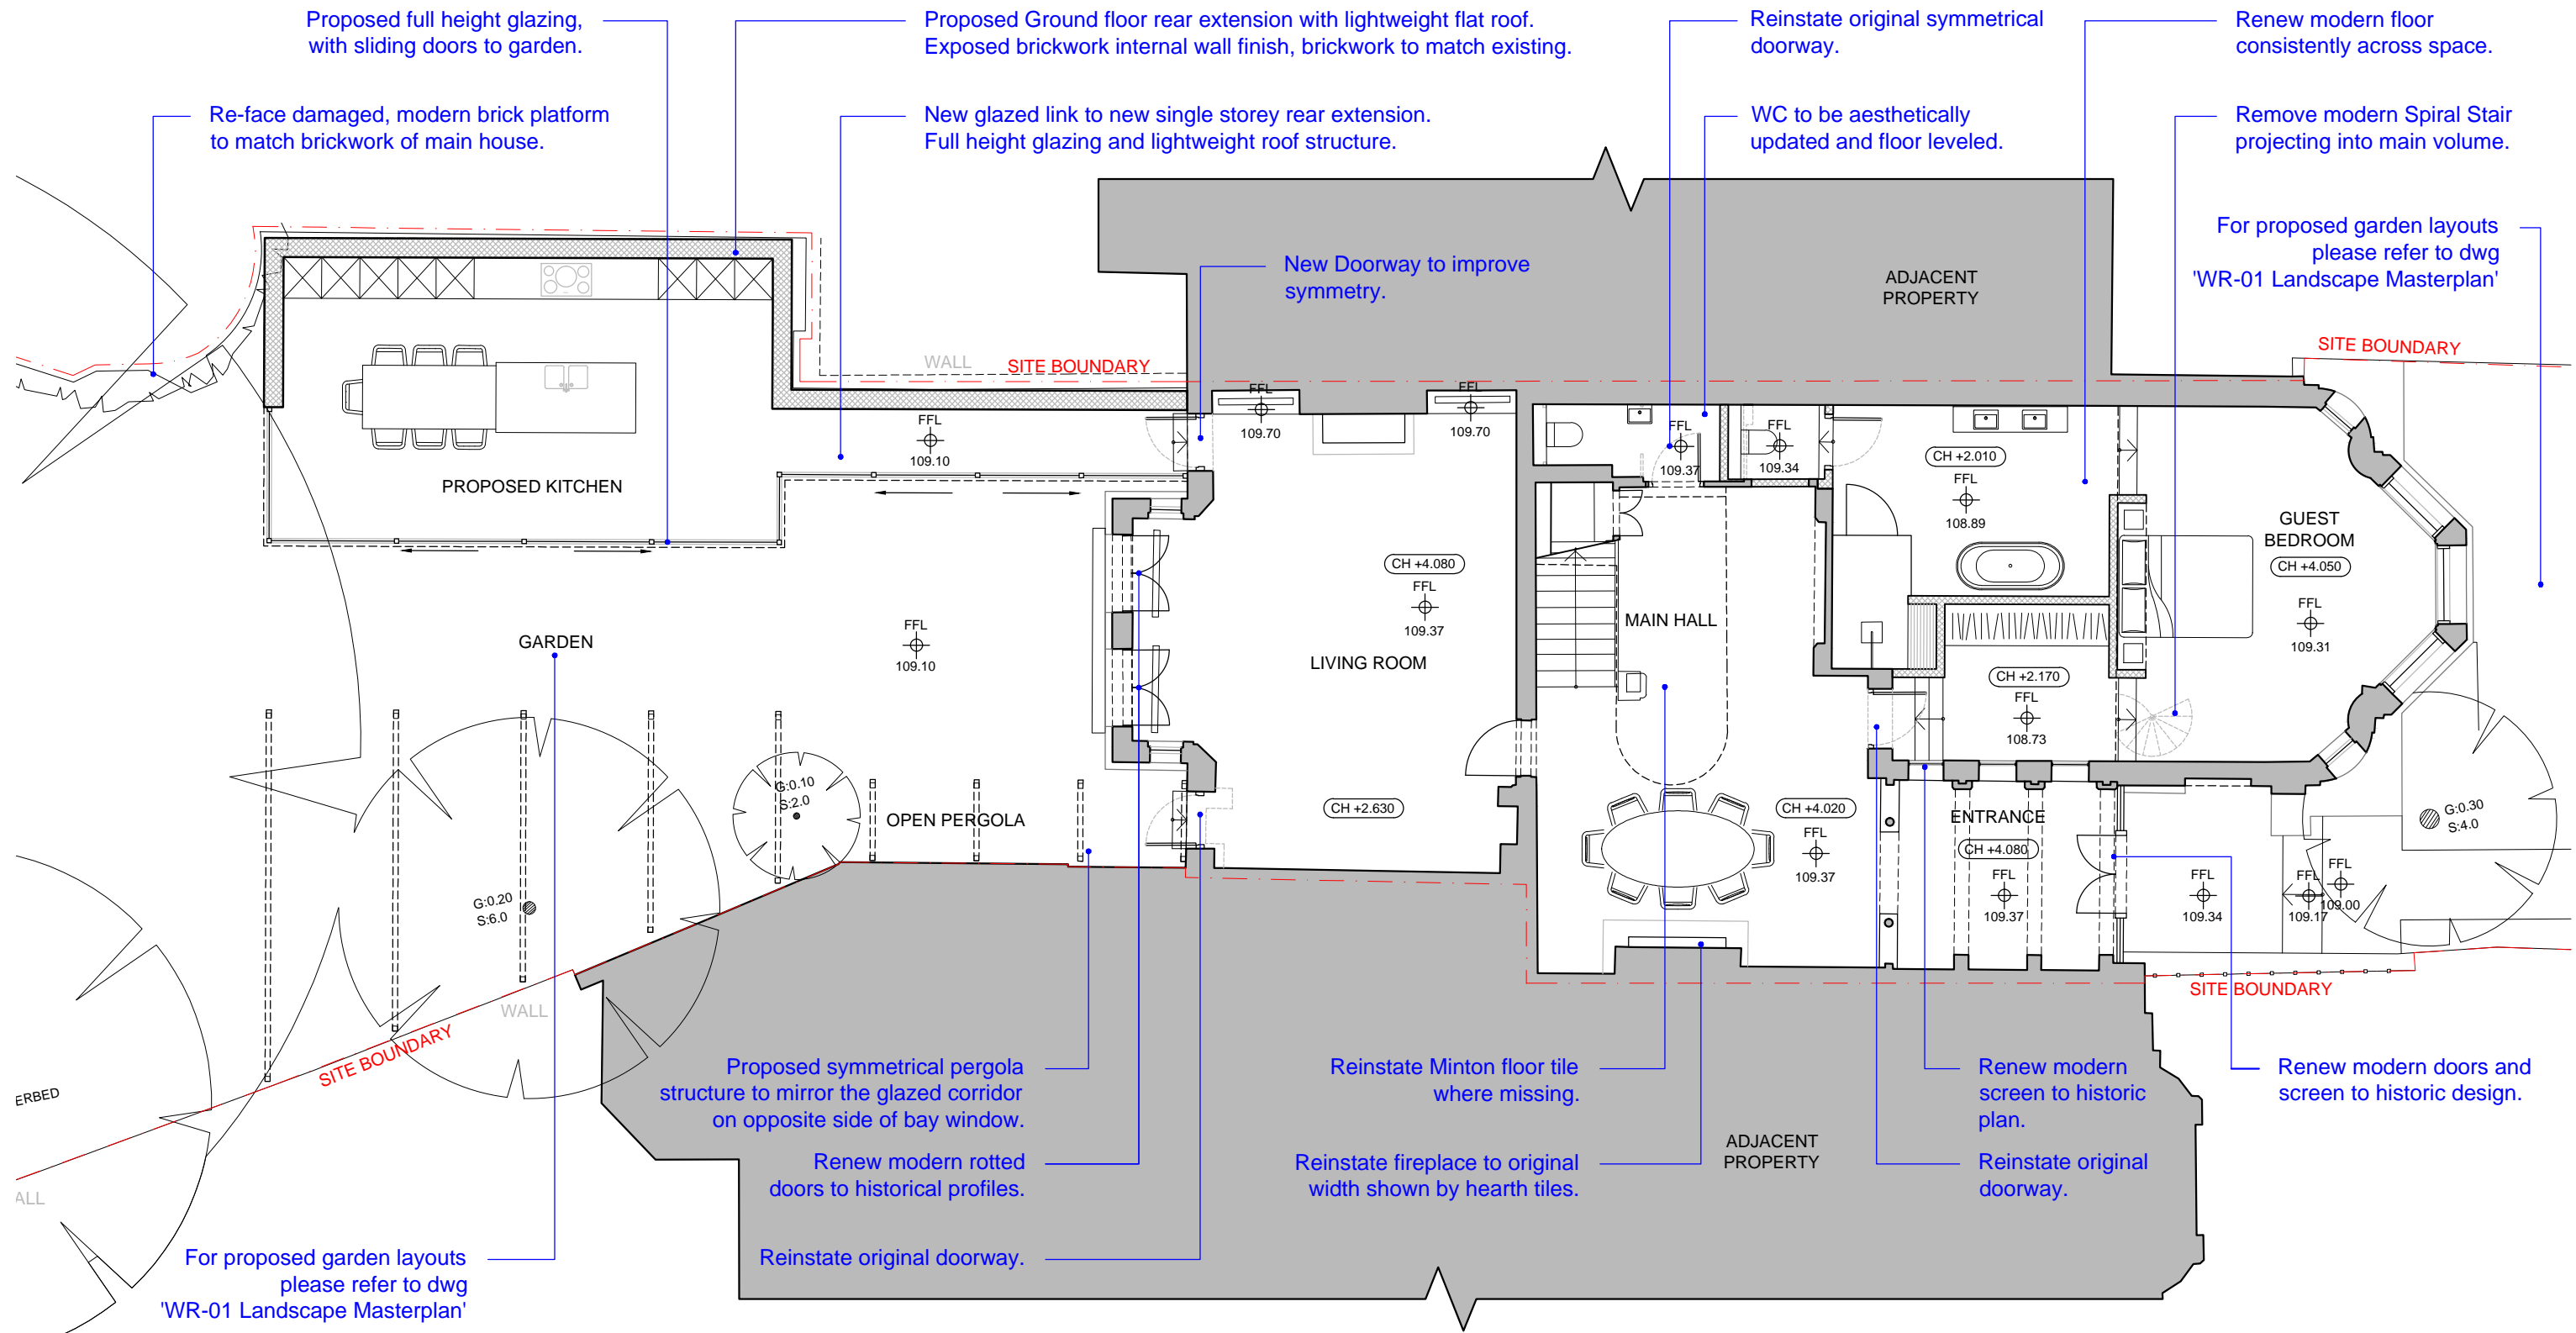 Proposed full height glazing,
with sliding doors to garden.
Proposed Ground floor rear extension with lightweight flat roof.
Exposed brickwork internal wall finish, brickwork to match existing.
Reinstate original symmetrical
doorway.
Renew modern floor
consistently across space.
Re-face damaged, modern brick platform
to match brickwork of main house.
New glazed link to new single storey rear extension.
Full height glazing and lightweight roof structure.
WC to be aesthetically
updated and floor leveled.
Remove modern Spiral Stair
projecting into main volume.
For proposed garden layouts
please refer to dwg
'WR-01 Landscape Masterplan'
New Doorway to improve
symmetry.
ADJACENT
PROPERTY
SITE BOUNDARY
WALL
SITE BOUNDARY
FFL
109.70
FFL
109.70
FFL
109.10
FFL
109.37
FFL
109.34
CH +2.010
FFL
108.89
PROPOSED KITCHEN
GUEST
BEDROOM
CH +4.050
FFL
109.31
CH +4.080
FFL
109.37
LIVING ROOM
MAIN HALL
GARDEN
FFL
109.10
CH +2.170
FFL
108.73
G:0.10
S:2.0
OPEN PERGOLA
CH +2.630
CH +4.020
FFL
109.37
ENTRANCE
CH +4.080
FFL
109.37
FFL
109.34
FFL
109.17
FFL
109.00
G:0.30
S:4.0
G:0.20
S:6.0
WALL
SITE BOUNDARY
SITE BOUNDARY
ERBED
ALL
Proposed symmetrical pergola
structure to mirror the glazed corridor
on opposite side of bay window.
Renew modern rotted
doors to historical profiles.
Reinstate original doorway.
Reinstate Minton floor tile
where missing.
Reinstate fireplace to original
width shown by hearth tiles.
ADJACENT
PROPERTY
Renew modern
screen to historic
plan.
Reinstate original
doorway.
Renew modern doors and
screen to historic design.
For proposed garden layouts
please refer to dwg
'WR-01 Landscape Masterplan'